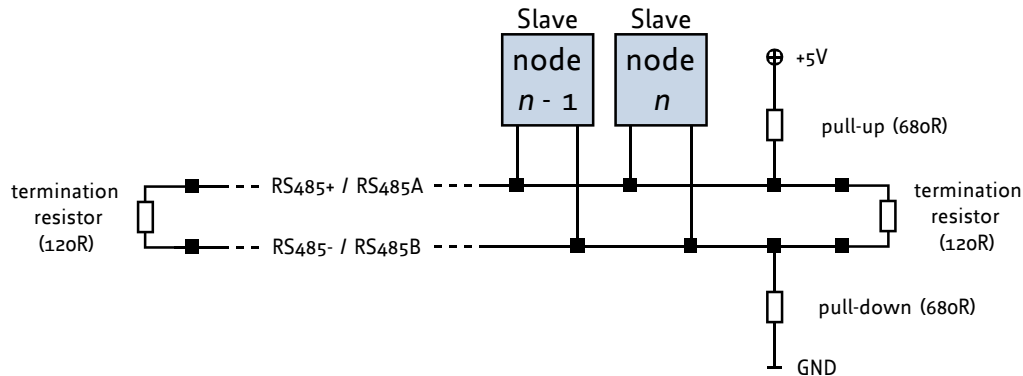 Slave
Slave
node
n - 1
node
n
+5V
pull-up (680R)
termination
resistor
(120R)
RS485+ / RS485A
RS485- / RS485B
termination
resistor
(120R)
pull-down (680R)
GND